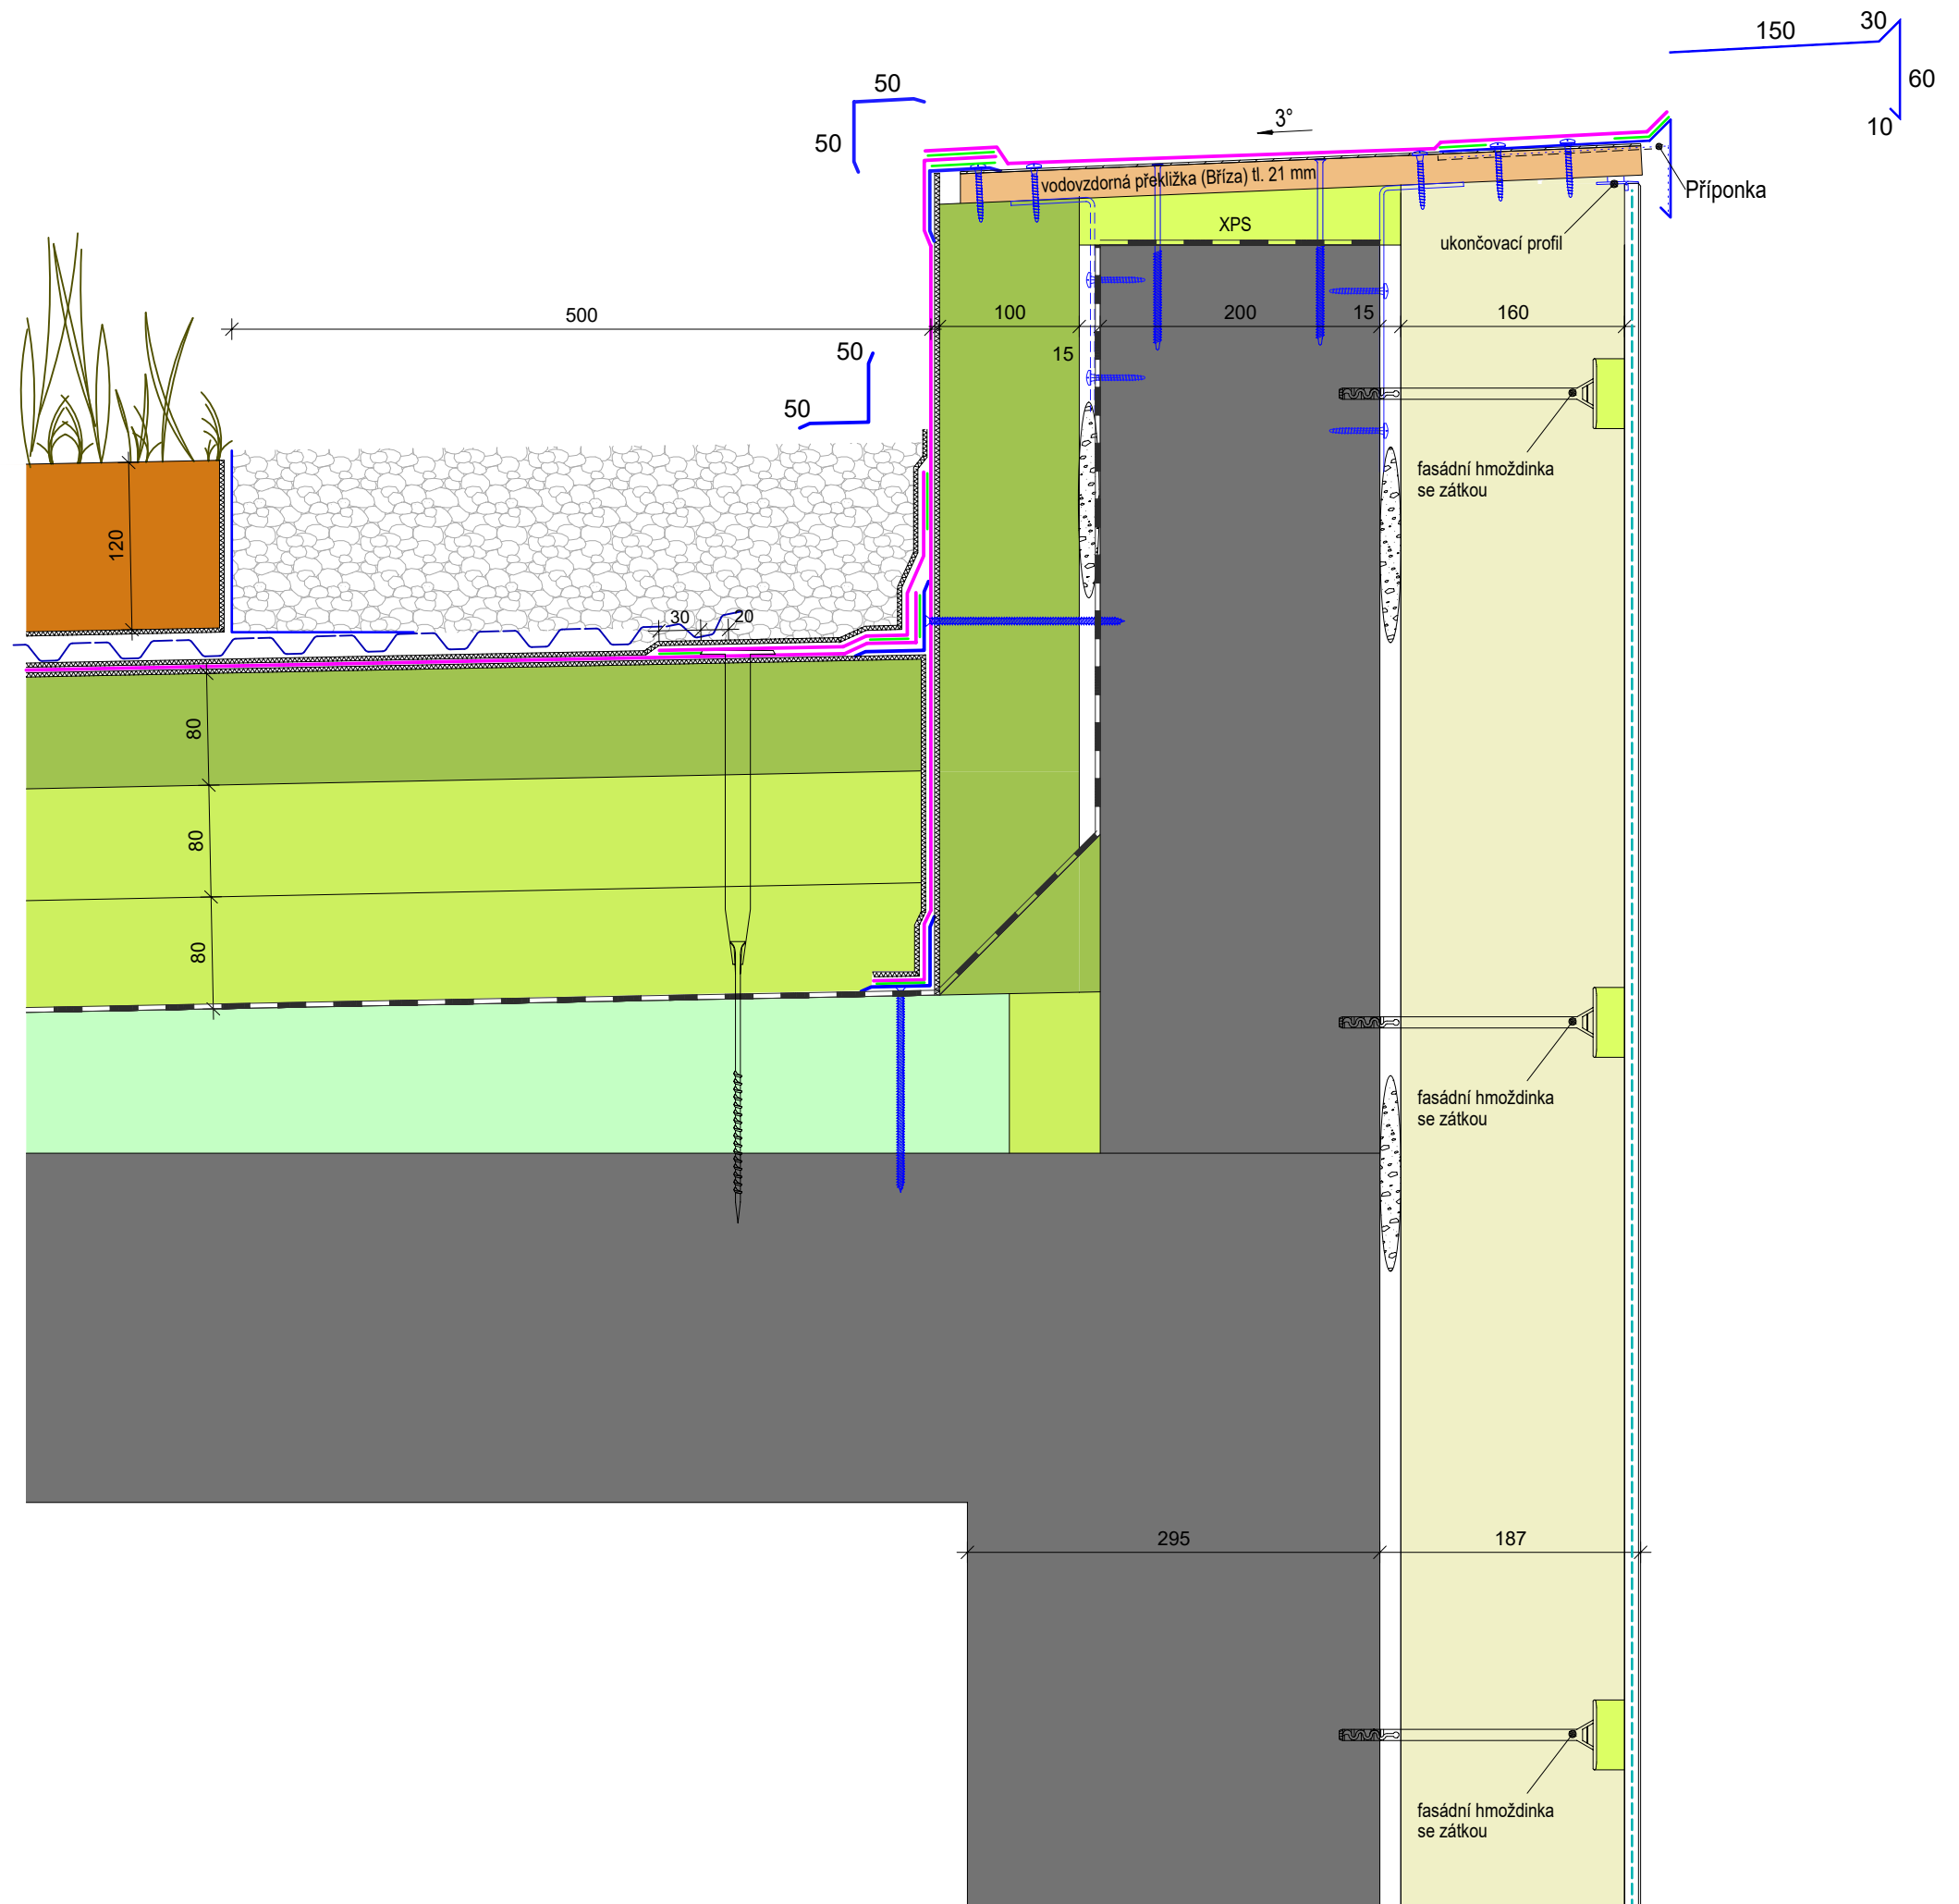 150
30
60
10
50
50
3°
vodovzdorná překližka (Bříza) tl. 21 mm
Příponka
XPS
ukončovací profil
500
100
200
15
160
15
50
50
fasádní hmoždinka
se zátkou
120
30
20
80
80
80
fasádní hmoždinka
se zátkou
295
187
fasádní hmoždinka
se zátkou